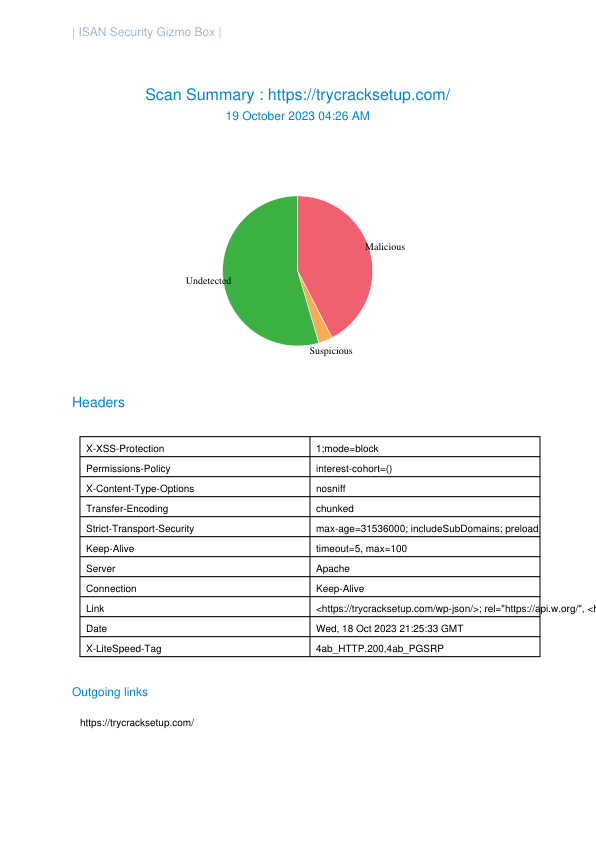 | ISAN Security Gizmo Box |
Scan Summary : https://trycracksetup.com/
19 October 2023 04:26 AM
Malicious
Undetected
Suspicious
Headers
X-XSS-Protection 1;mode=block
Permissions-Policy interest-cohort=()
X-Content-Type-Options nosniff
Transfer-Encoding chunked
Strict-Transport-Security max-age=31536000; includeSubDomains; preload
Keep-Alive timeout=5, max=100
Server Apache
Connection Keep-Alive
Link <https://trycracksetup.com/wp-json/>; rel="https://api.w.org/", <h
Date Wed, 18 Oct 2023 21:25:33 GMT
X-LiteSpeed-Tag 4ab_HTTP.200,4ab_PGSRP
Outgoing links
https://trycracksetup.com/